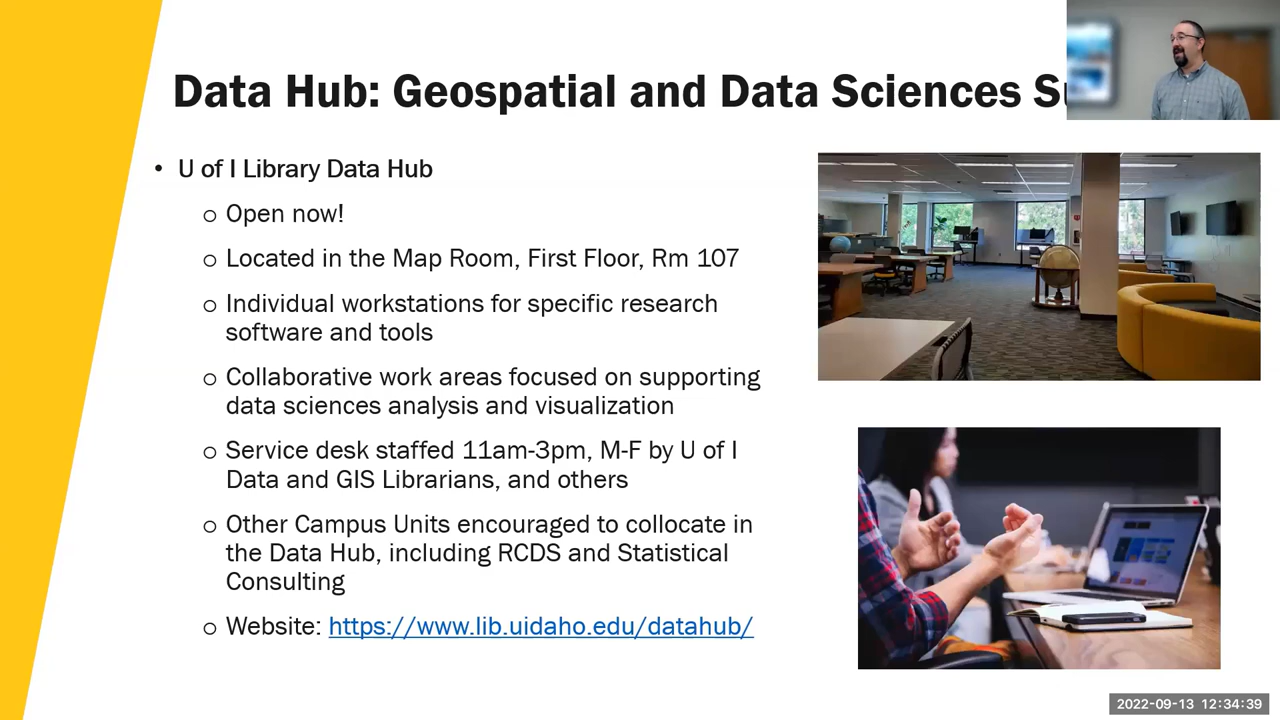 Data Hub: Geospatial and Data Sciences
• U of I Library Data Hub
o Open now!
o Located in the Map Room, First Floor, Rm 107
o Individual workstations for specific research
software and tools
o Collaborative work areas focused on supporting
data sciences analysis and visualization
o Service desk staffed 11am-3pm, M-F by U of I
Data and GIS Librarians, and others
o Other Campus Units encouraged to collocate in
the Data Hub, including RCDS and Statistical
Consulting
o Website: https://www.lib.uidaho.edu/datahub/
2022-09-13 12:34:39